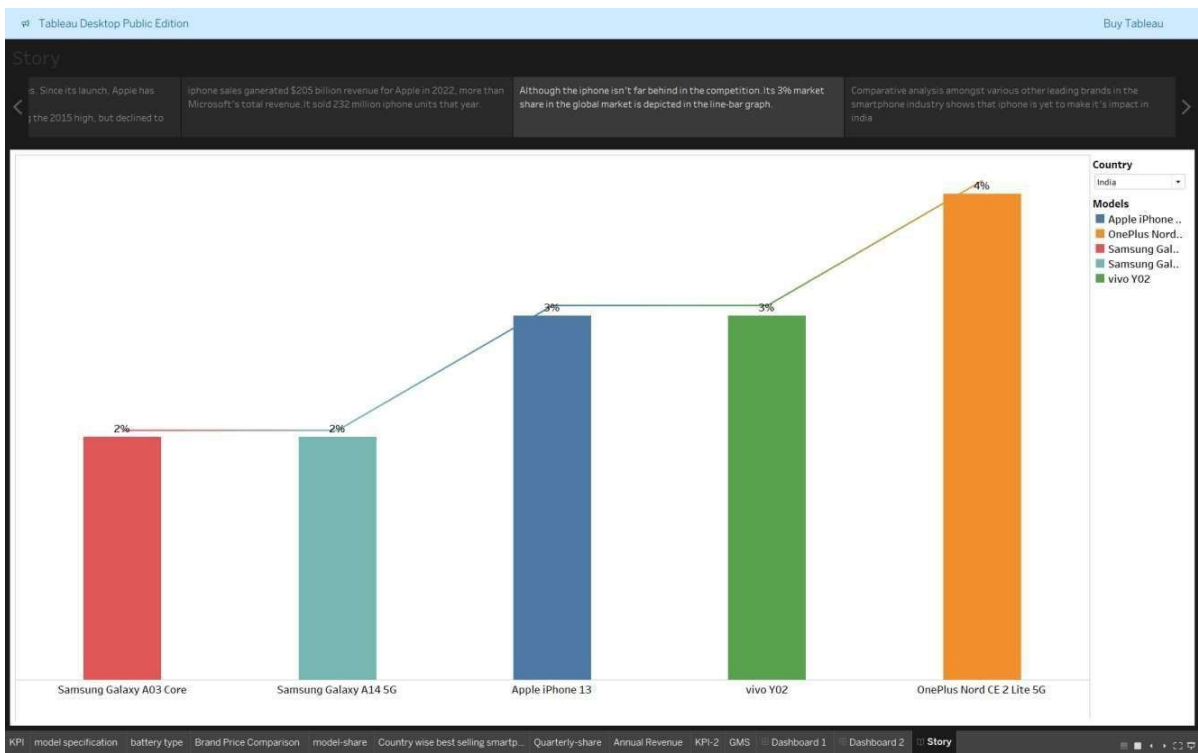 Tableau Desktop Public Edition
Buy Tableau
Story
s. Since its launch, Apple has
the 2015 high, but declined to
iphone sales ganerated $205 billion revenue for Apple in 2022, more than
Microsoft's total revenue.It sold 232 million iphone units that year.
Although the iphone isn't far behind in the competition.Its 3% market
share in the global market is depicted in the line-bar graph.
Comparative analysis amongst various other leading brands in the
smartphone industry shows that iphone is yet to make it's impact in
india
2%
2%
3%
3%
4%
Samsung Galaxy A03 Core
Samsung Galaxy A14 5G
Apple iPhone 13
vivo Y02
OnePlus Nord CE 2 Lite 5G
Country
India
Models
Apple iPhone ..
OnePlus Nord..
Samsung Gal..
Samsung Gal..
vivo Y02
KPI model specification battery type Brand Price Comparison model-share Country wise best selling smartp... Quarterly-share Annual Revenue KPI-2 GMS Dashboard 1 Dashboard 2 Story